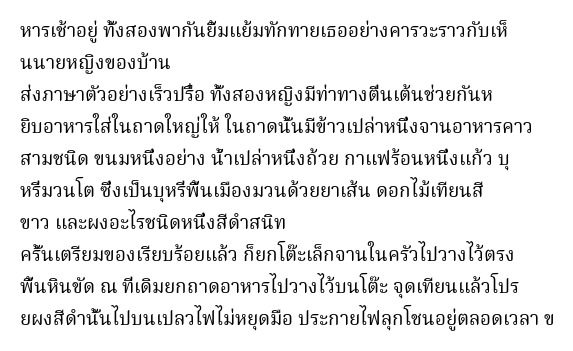 หารเช้าอยู่ ทั้งสองพากันยิ้มแย้มทักทายเธออย่างคารวะราวกับเห็
นนายหญิงของบ้าน
ส่งภาษาตัวอย่างเร็วปรื๋อ ทั้งสองหญิงมีท่าทางตื่นเต้นช่วยกันห
ยิบอาหารใส่ในถาดใหญ่ให้ ในถาดนั้นมีข้าวเปล่าหนึ่งจานอาหารคาว
สามชนิด ขนมหนึ่งอย่าง น้ำเปล่าหนึ่งถ้วย กาแฟร้อนหนึ่งแก้ว บุ
หรี่มวนโต ซึ่งเป็นบุหรี่พื้นเมืองมวนด้วยยาเส้น ดอกไม้เทียนสี
ขาว และผงอะไรชนิดหนึ่งสีดำสนิท
ครั้นเตรียมของเรียบร้อยแล้ว ก็ยกโต๊ะเล็กจานในครัวไปวางไว้ตรง
พื้นหินขัด ณ ที่เดิมยกถาดอาหารไปวางไว้บนโต๊ะ จุดเทียนแล้วโปร
ยผงสีดำนั้นไปบนเปลวไฟไม่หยุดมือ ประกายไฟลุกโชนอยู่ตลอดเวลา ข